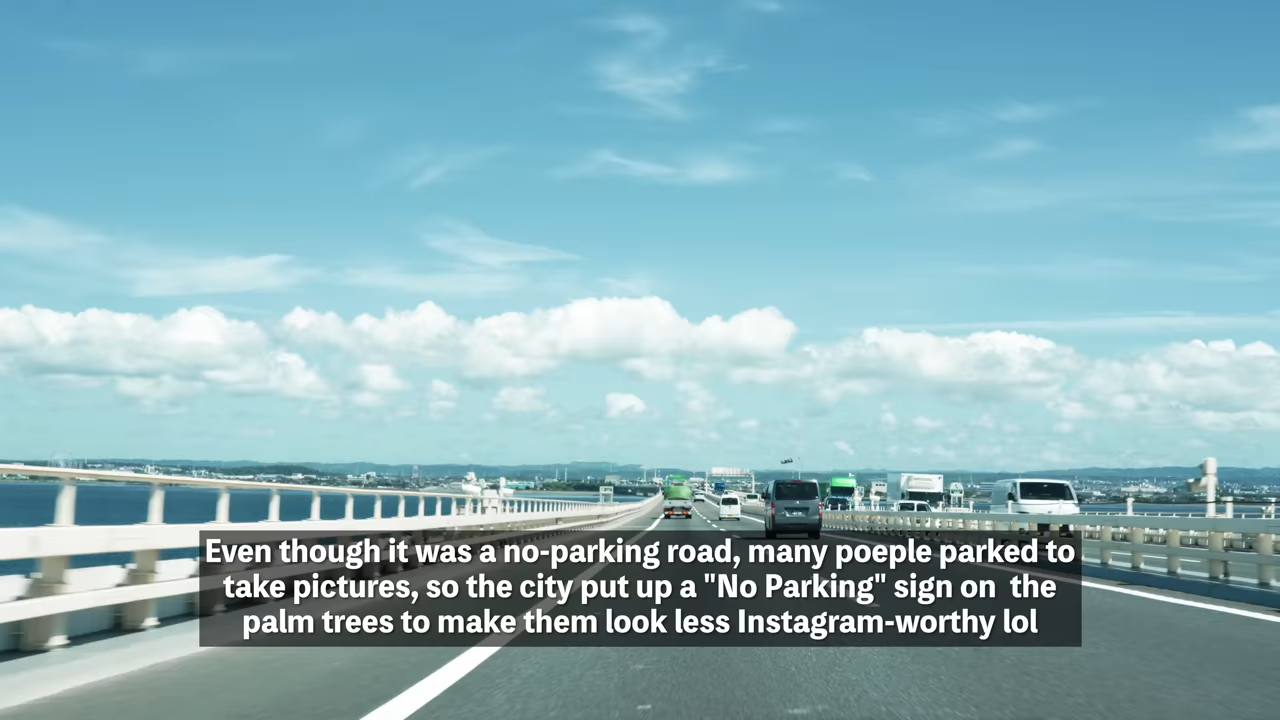 Even though it was a no-parking road, many poeple parked to
take pictures, so the city put up a "No Parking" sign on  the
palm trees to make them look less Instagram-worthy lol